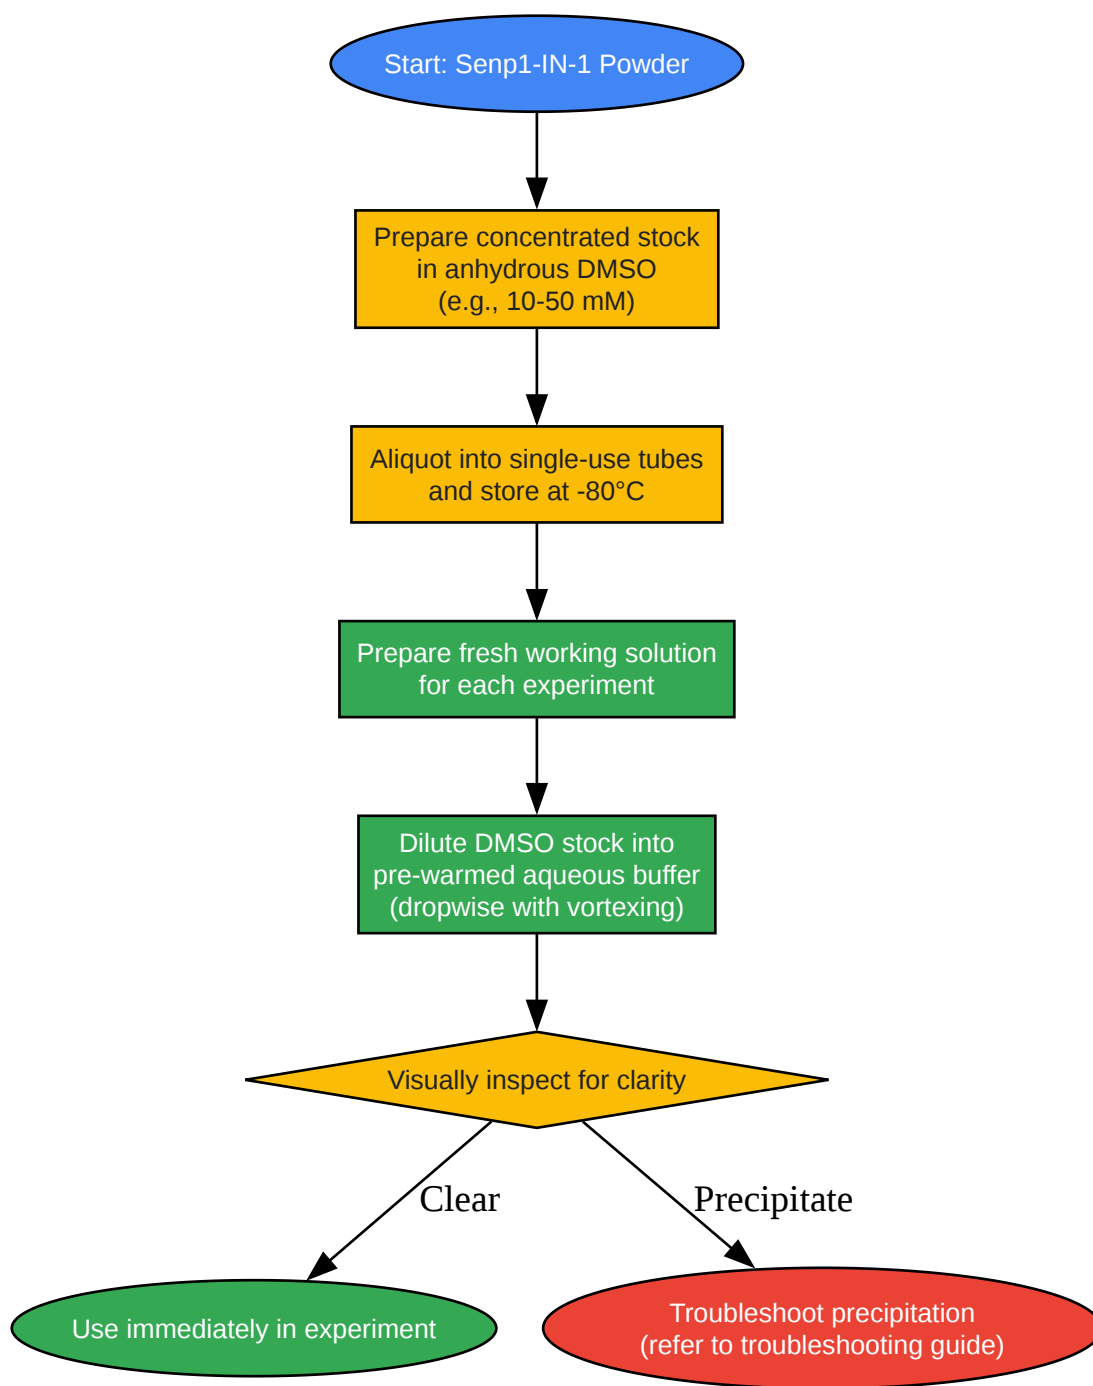 Start: Senp1-IN-1 Powder
Prepare concentrated stock
in anhydrous DMSO
(e.g., 10-50 mM)
Aliquot into single-use tubes
and store at -80°C
Prepare fresh working solution
for each experiment
Dilute DMSO stock into
pre-warmed aqueous buffer
(dropwise with vortexing)
Visually inspect for clarity
Clear
Precipitate
Use immediately in experiment
Troubleshoot precipitation
(refer to troubleshooting guide)